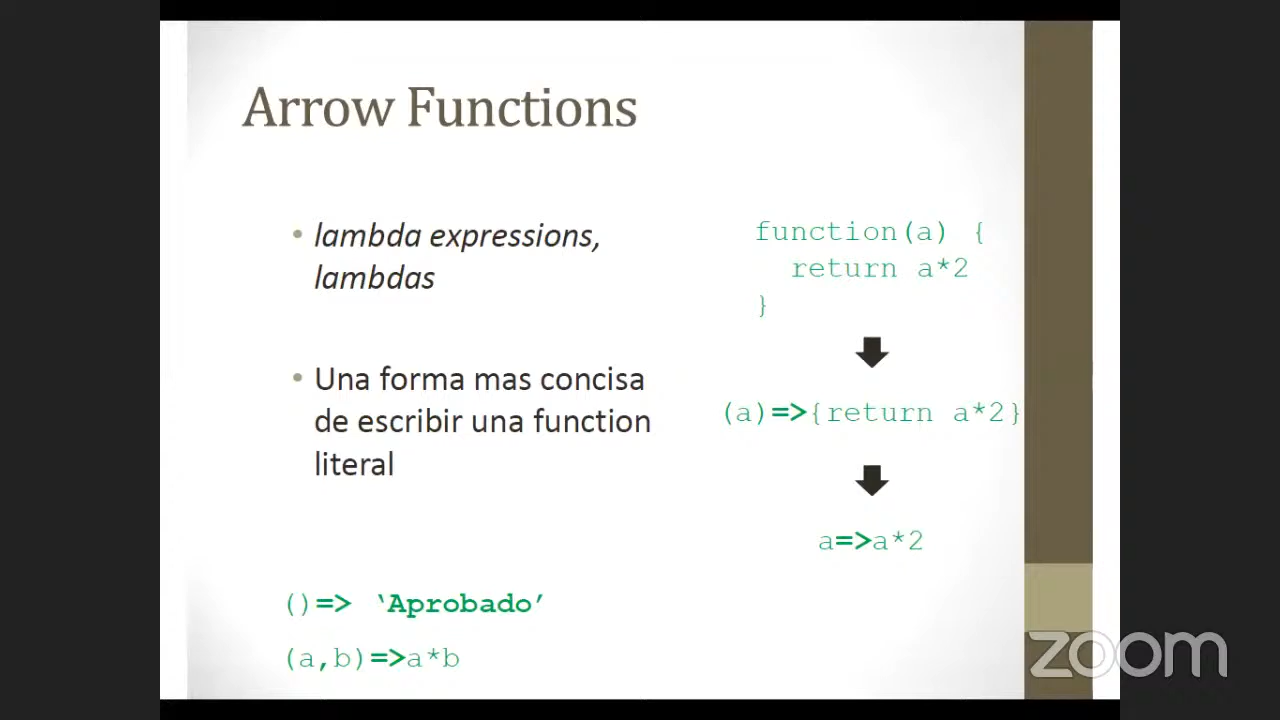 Arrow Functions
• lambda expressions,
lambdas
• Una forma mas concisa
de escribir una function
literal
function(a) {
return a*2
}
(a)=>{return a*2}
a=>a*2
()=> ‘Aprobado’
(a,b)=>a*b
zoom